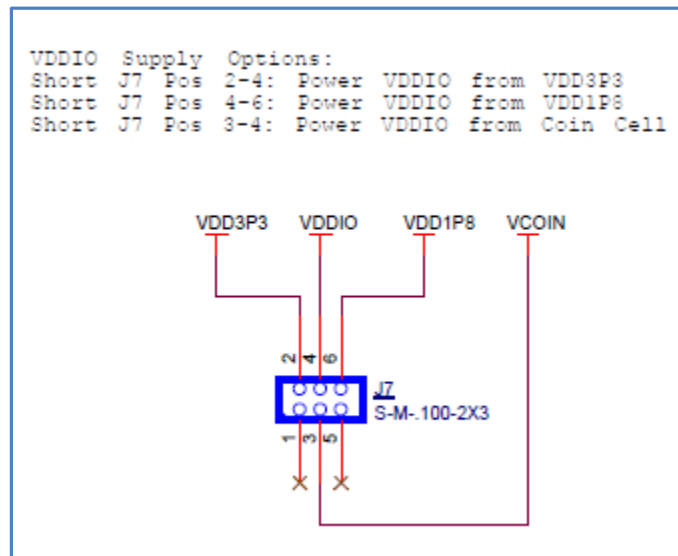 VDDIO Supply Options:
Short J7 Pos 2-4: Power VDDIO from VDD3P3
Short J7 Pos 4-6: Power VDDIO from VDD1P8
Short J7 Pos 3-4: Power VDDIO from Coin Cell
VDD3P3 VDDIO VDD1P8 VCOIN
2 4 6
J7
S-M-.100-2X3
1 3 5